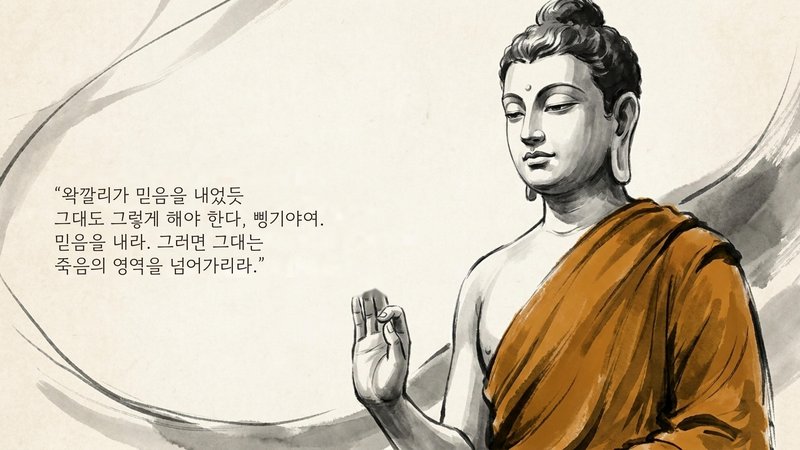 “왁깔리가 믿음을 내었듯
그대도 그렇게 해야 한다, 삥기야여.
믿음을 내라. 그러면 그대는
죽음의 영역을 넘어가리라.”